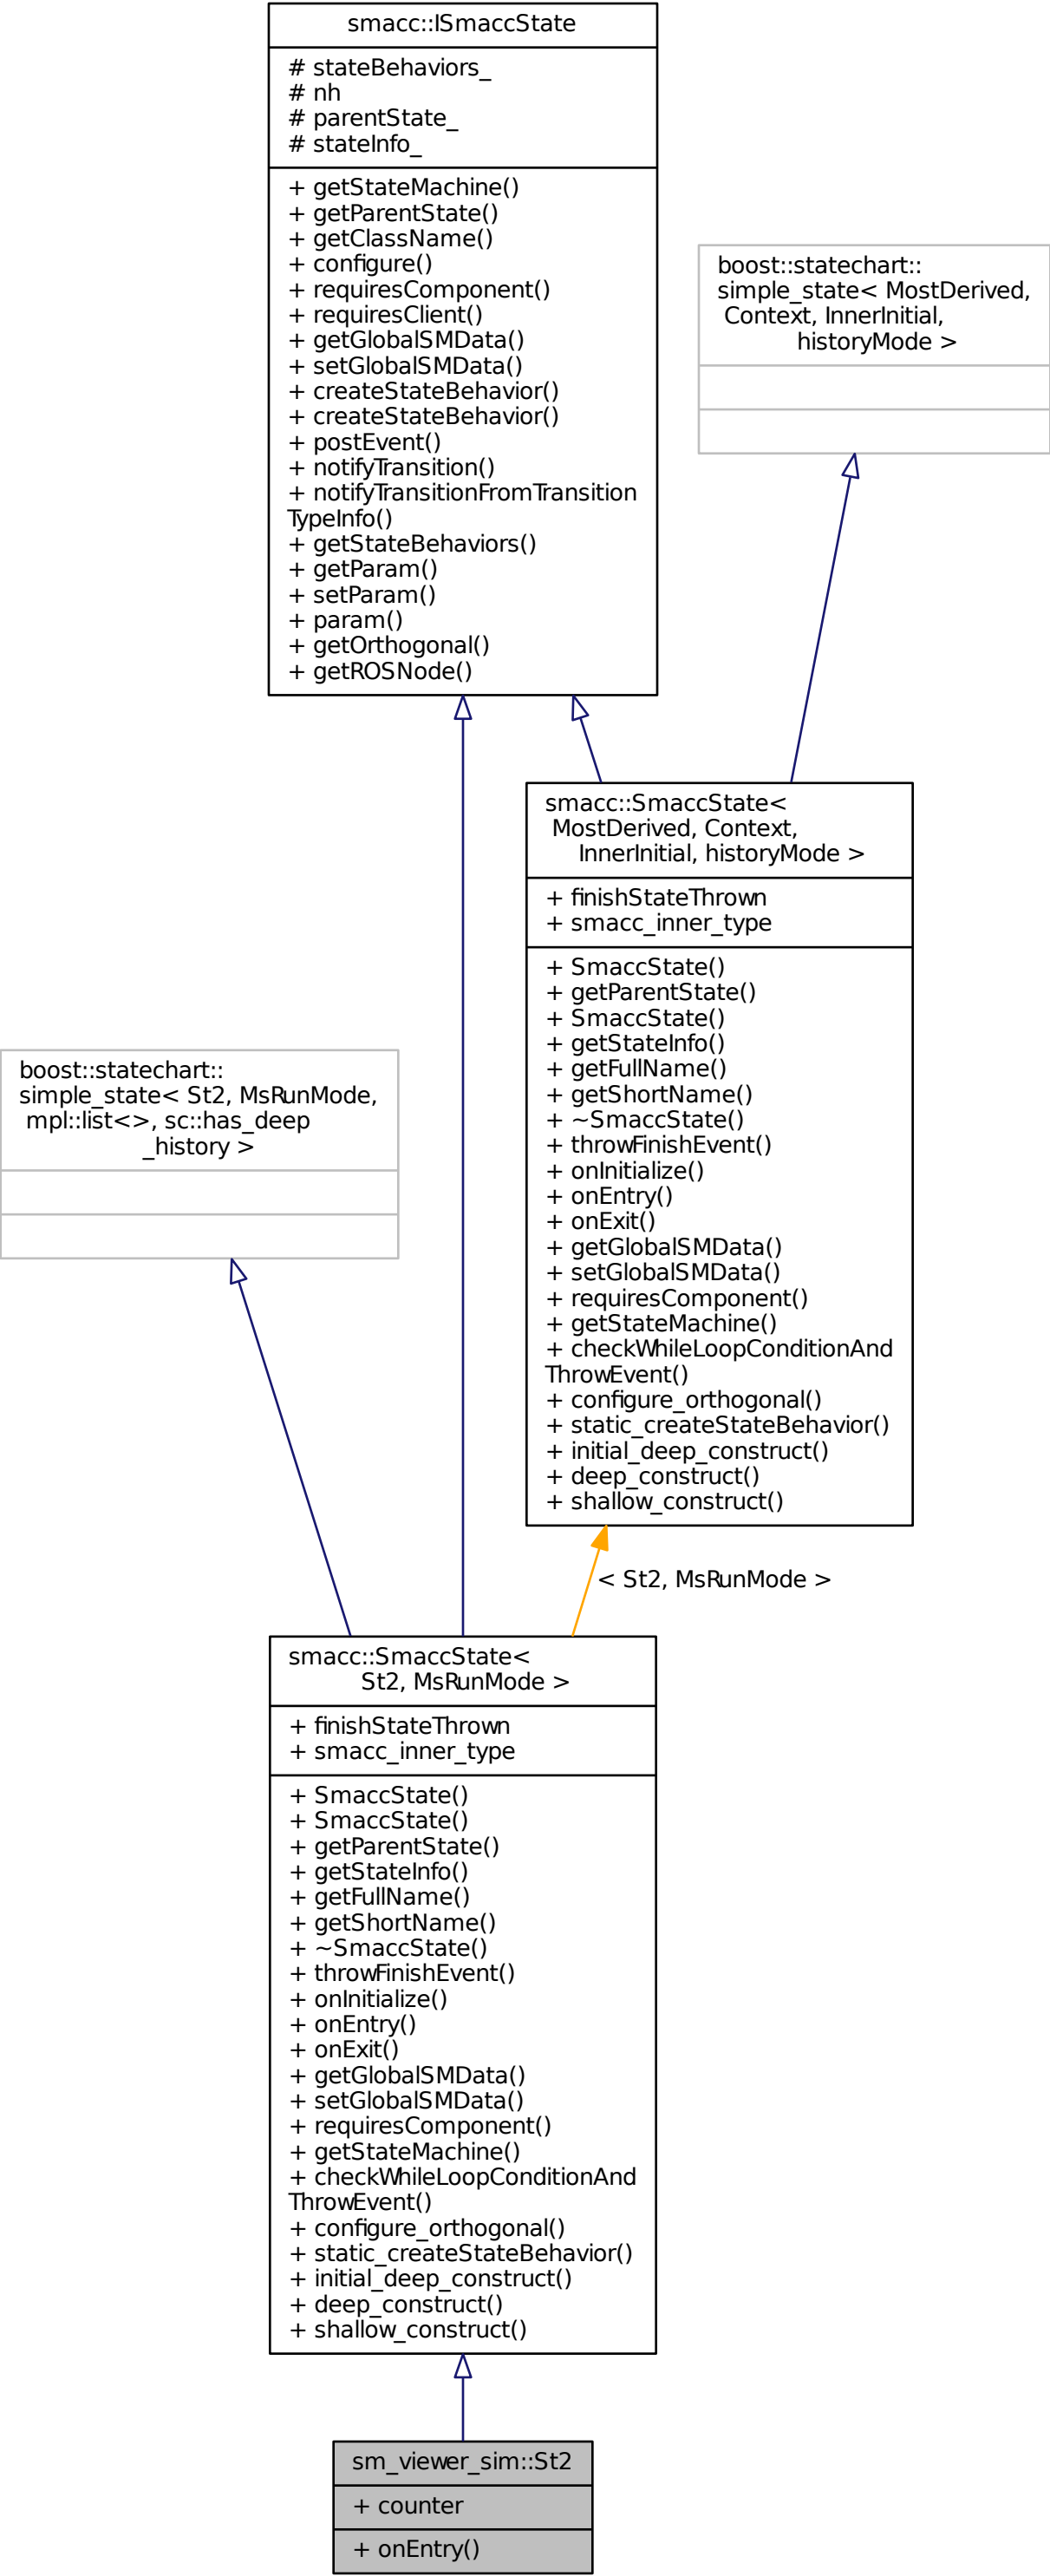 smacc::ISmaccState
# stateBehaviors_
# nh
# parentState_
# stateInfo_
+ getStateMachine()
+ getParentState()
+ getClassName()
+ configure()
+ requiresComponent()
+ requiresClient()
+ getGlobalSMData()
+ setGlobalSMData()
+ createStateBehavior()
+ createStateBehavior()
+ postEvent()
+ notifyTransition()
+ notifyTransitionFromTransition
TypeInfo()
+ getStateBehaviors()
+ getParam()
+ setParam()
+ param()
+ getOrthogonal()
+ getROSNode()
boost::statechart::
simple_state< MostDerived,
Context, InnerInitial,
historyMode >
smacc::SmaccState<
MostDerived, Context,
InnerInitial, historyMode >
+ finishStateThrown
+ smacc_inner_type
+ SmaccState()
+ getParentState()
+ SmaccState()
+ getStateInfo()
+ getFullName()
+ getShortName()
+ ~SmaccState()
+ throwFinishEvent()
+ onInitialize()
+ onEntry()
+ onExit()
+ getGlobalSMData()
+ setGlobalSMData()
+ requiresComponent()
+ getStateMachine()
+ checkWhileLoopConditionAnd
ThrowEvent()
+ configure_orthogonal()
+ static_createStateBehavior()
+ initial_deep_construct()
+ deep_construct()
+ shallow_construct()
boost::statechart::
simple_state< St2, MsRunMode,
mpl::list<>, sc::has_deep
_history >
< St2, MsRunMode >
smacc::SmaccState<
St2, MsRunMode >
+ finishStateThrown
+ smacc_inner_type
+ SmaccState()
+ SmaccState()
+ getParentState()
+ getStateInfo()
+ getFullName()
+ getShortName()
+ ~SmaccState()
+ throwFinishEvent()
+ onInitialize()
+ onEntry()
+ onExit()
+ getGlobalSMData()
+ setGlobalSMData()
+ requiresComponent()
+ getStateMachine()
+ checkWhileLoopConditionAnd
ThrowEvent()
+ configure_orthogonal()
+ static_createStateBehavior()
+ initial_deep_construct()
+ deep_construct()
+ shallow_construct()
sm_viewer_sim::St2
+ counter
+ onEntry()